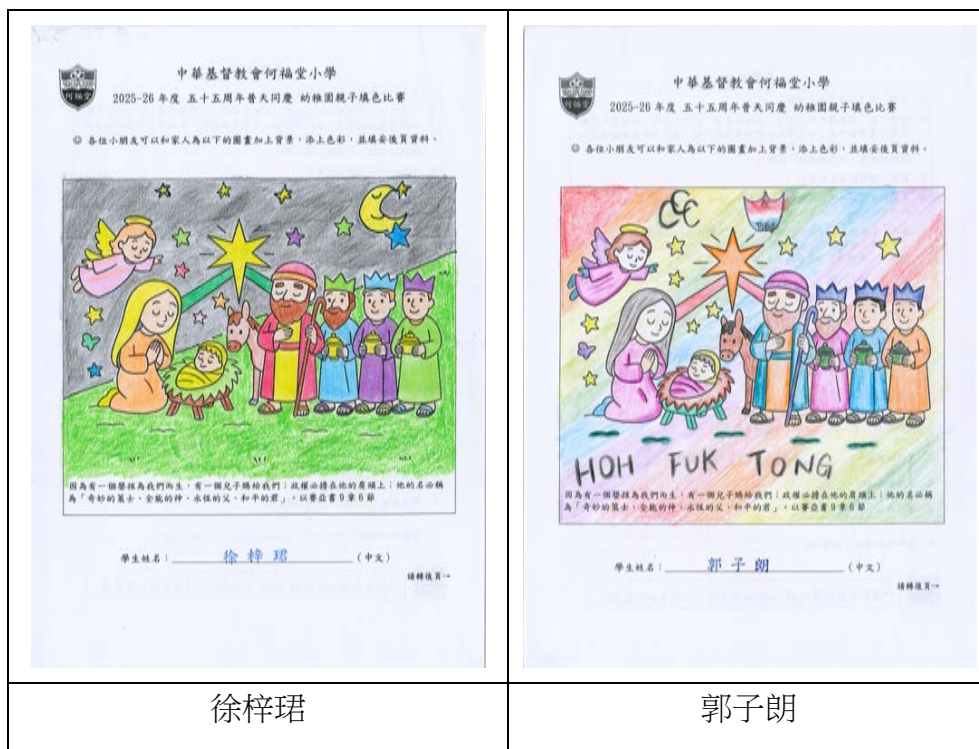 何福堂
中華基督教會何福堂小學
2025-26 年度 五十五周年普天同慶 幼稚園親子填色比賽
☺ 各位小朋友可以和家人為以下的圖畫加上背景,添上色彩,並填妥後頁資料。
因為有一個嬰孩為我們而生,有一個兒子賜給我們;政權必擔在他的肩頭上;他的名必稱
為「奇妙的策士、全能的神、永恆的父、和平的君」。以賽亞書9章6節
學生姓名: 徐梓珺 (中文)
請轉後頁→
徐梓珺
何福堂
中華基督教會何福堂小學
2025-26 年度 五十五周年普天同慶 幼稚園親子填色比賽
☺ 各位小朋友可以和家人為以下的圖畫加上背景,添上色彩,並填妥後頁資料。
CCC
HOH FUK TONG
因為有一個嬰孩為我們而生,有一個兒子賜給我們;政權必擔在他的肩頭上;他的名必稱
為「奇妙的策士、全能的神、永恆的父、和平的君」。以賽亞書9章6節
學生姓名: 郭子朗 (中文)
請轉後頁→
郭子朗